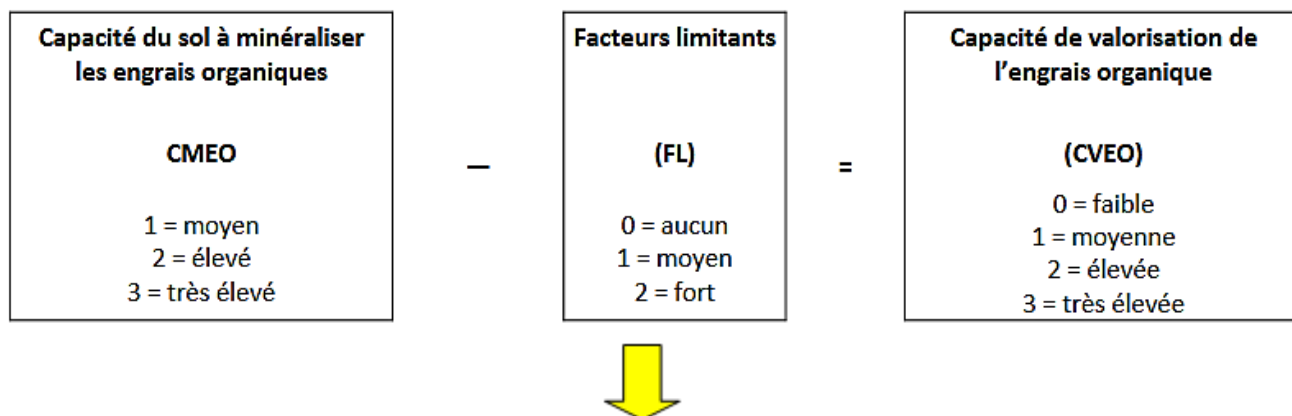 Capacité du sol à minéraliser
les engrais organiques
CMEO
1 = moyen
2 = élevé
3 = très élevé
—
Facteurs limitants
(FL)
0 = aucun
1 = moyen
2 = fort
=
Capacité de valorisation de
l’engrais organique
(CVEO)
0 = faible
1 = moyenne
2 = élevée
3 = très élevée